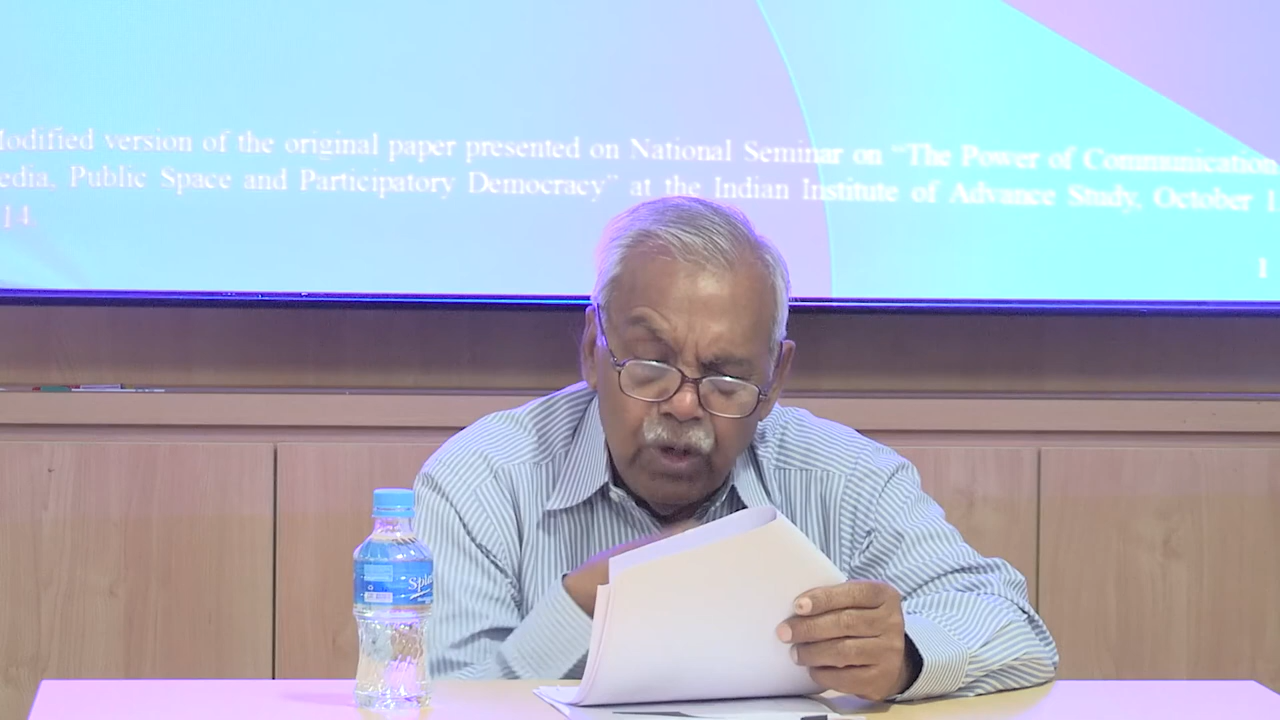 odified version of the original paper presented on National Seminar on “The Power of Communication
edia, Public Space and Participatory Democracy” at the Indian Institute of Advance Study, October 1
14
1
Spl